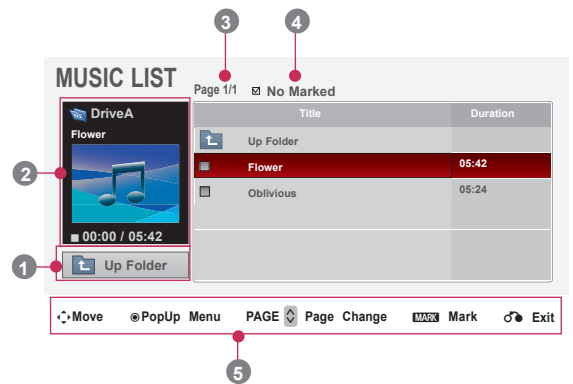 3 4
MUSIC LIST
Page 1/1 No Marked
DriveA
Flower
00:00 / 05:42
Up Folder
Title Duration
Up Folder
Flower 05:42
Oblivious 05:24
2
1
Move PopUp Menu PAGE Page Change MARK Mark Exit
5